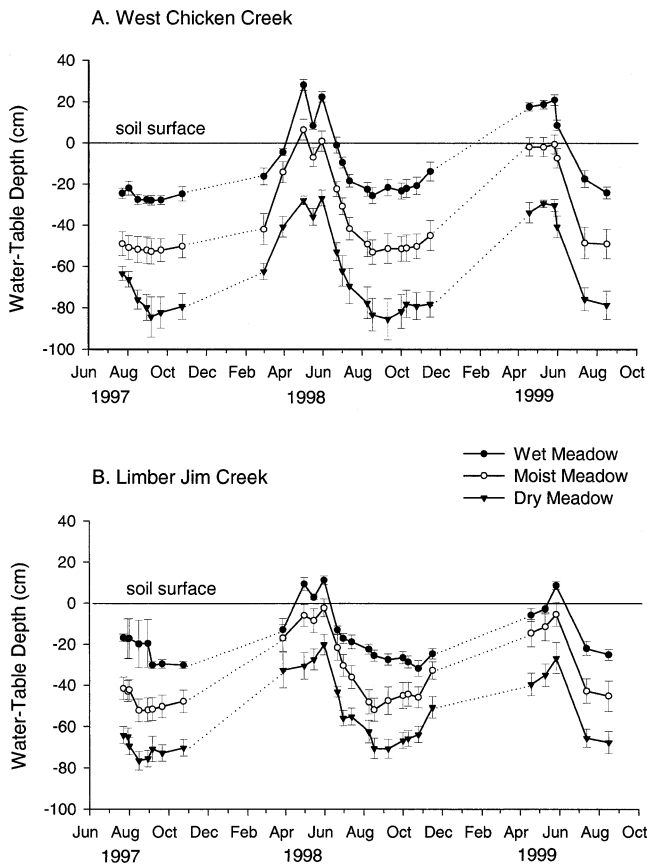 A. West Chicken Creek
40
20
0
-20
-40
-60
-80
-100
Water-Table Depth (cm)
soil surface
Jun Aug Oct Dec Feb Apr Jun Aug Oct Dec Feb Apr Jun Aug Oct
1997 1998 1999
Wet Meadow
Moist Meadow
Dry Meadow
B. Limber Jim Creek
40
20
0
-20
-40
-60
-80
-100
Water-Table Depth (cm)
soil surface
Jun Aug Oct Dec Feb Apr Jun Aug Oct Dec Feb Apr Jun Aug Oct
1997 1998 1999